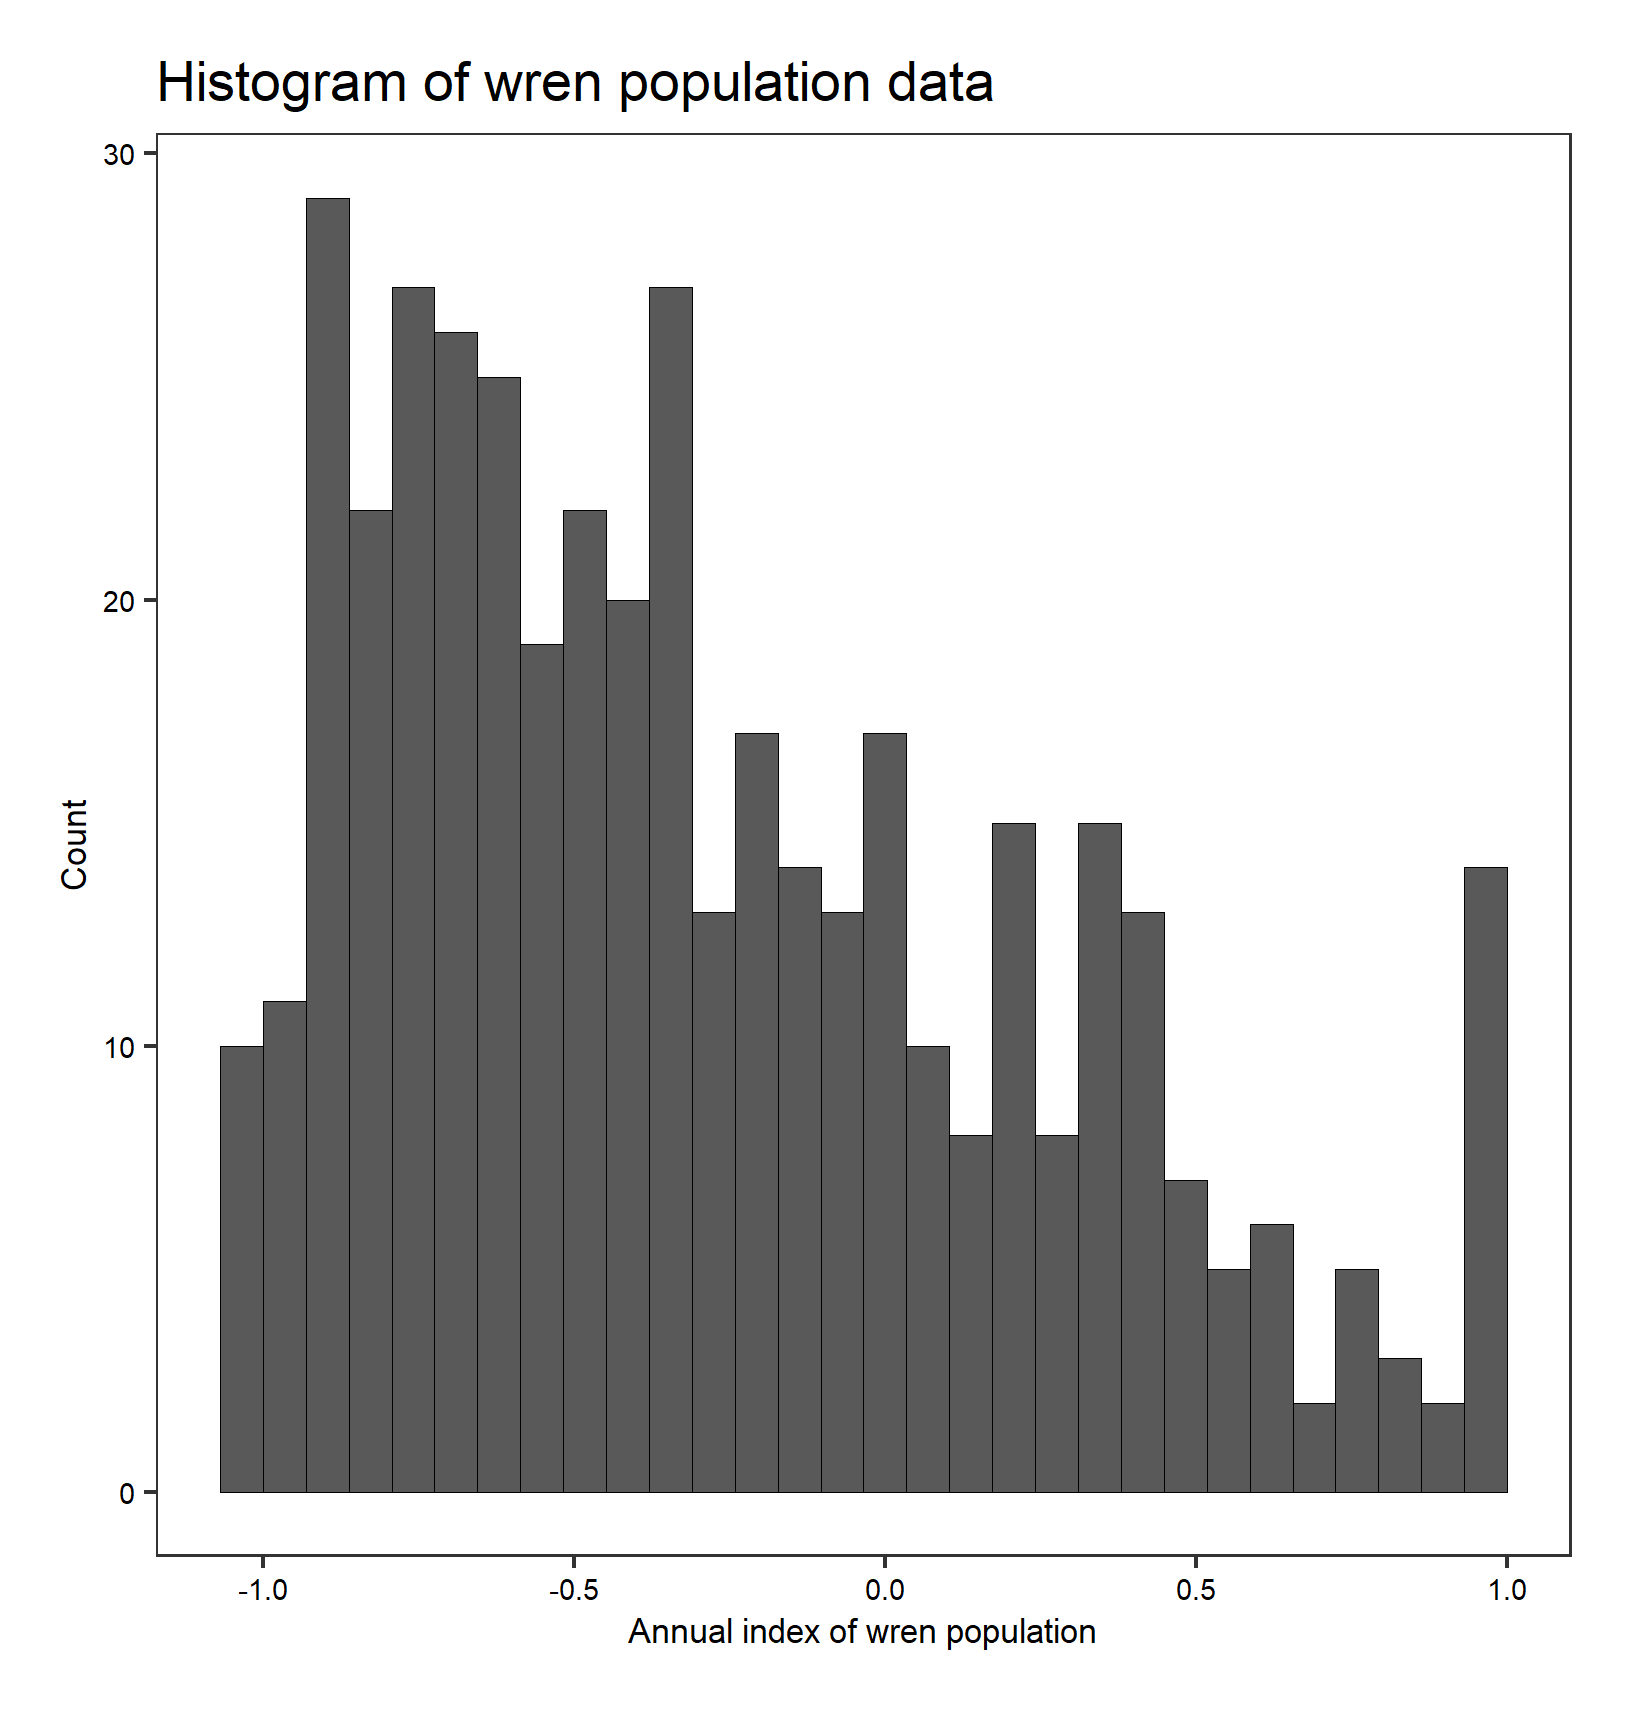 Histogram of wren population data
30
20
10
0
Count
-1.0 -0.5 0.0 0.5 1.0
Annual index of wren population